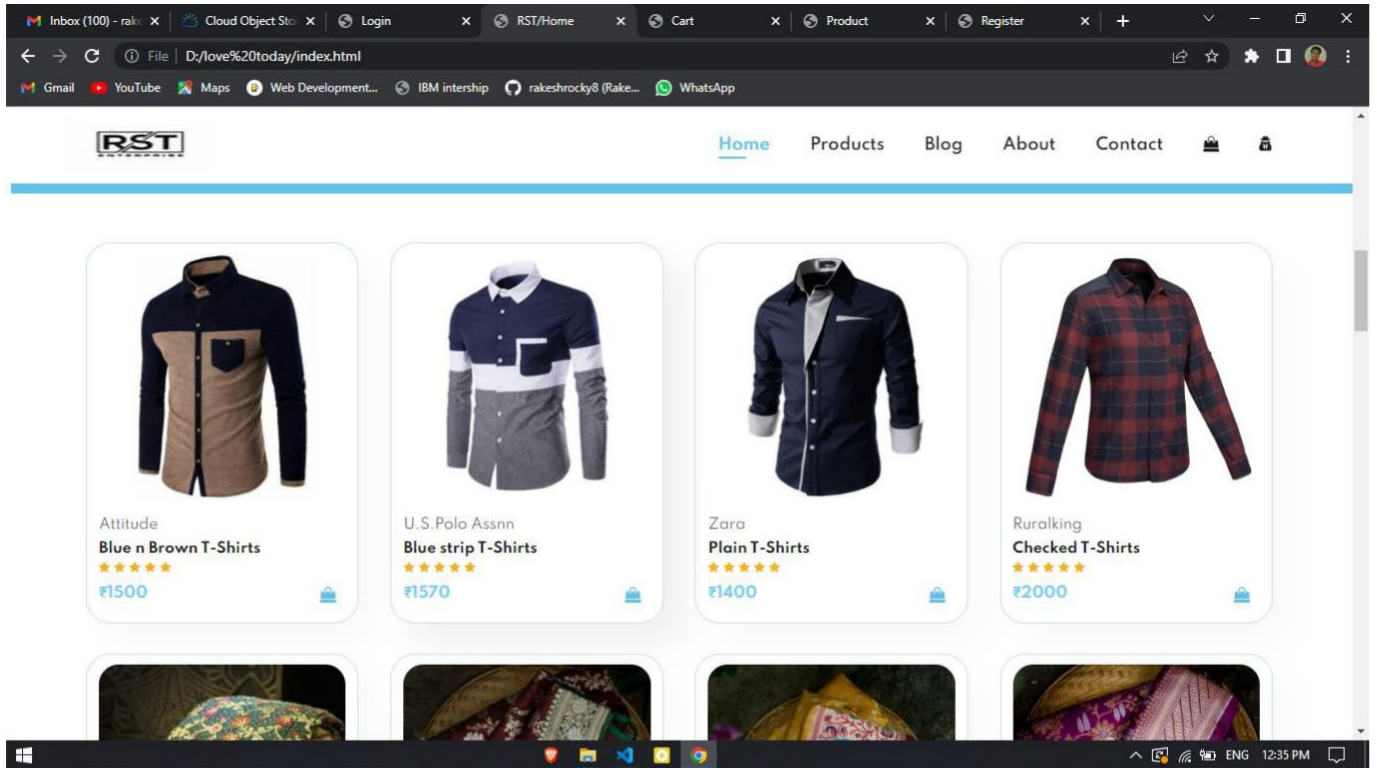 Inbox (100) - rak
Cloud Object Sto
Login
RST/Home
Cart
Product
Register
File
D:/love%20today/index.html
Gmail
YouTube
Maps
Web Development...
IBM intership
rakeshrocky8 (Rake...
WhatsApp
RST
ENTERPRISE
Home
Products
Blog
About
Contact
Attitude
Blue n Brown T-Shirts
₹1500
U.S.Polo Assnn
Blue strip T-Shirts
₹1570
Zara
Plain T-Shirts
₹1400
Ruralking
Checked T-Shirts
₹2000
ENG
12:35 PM